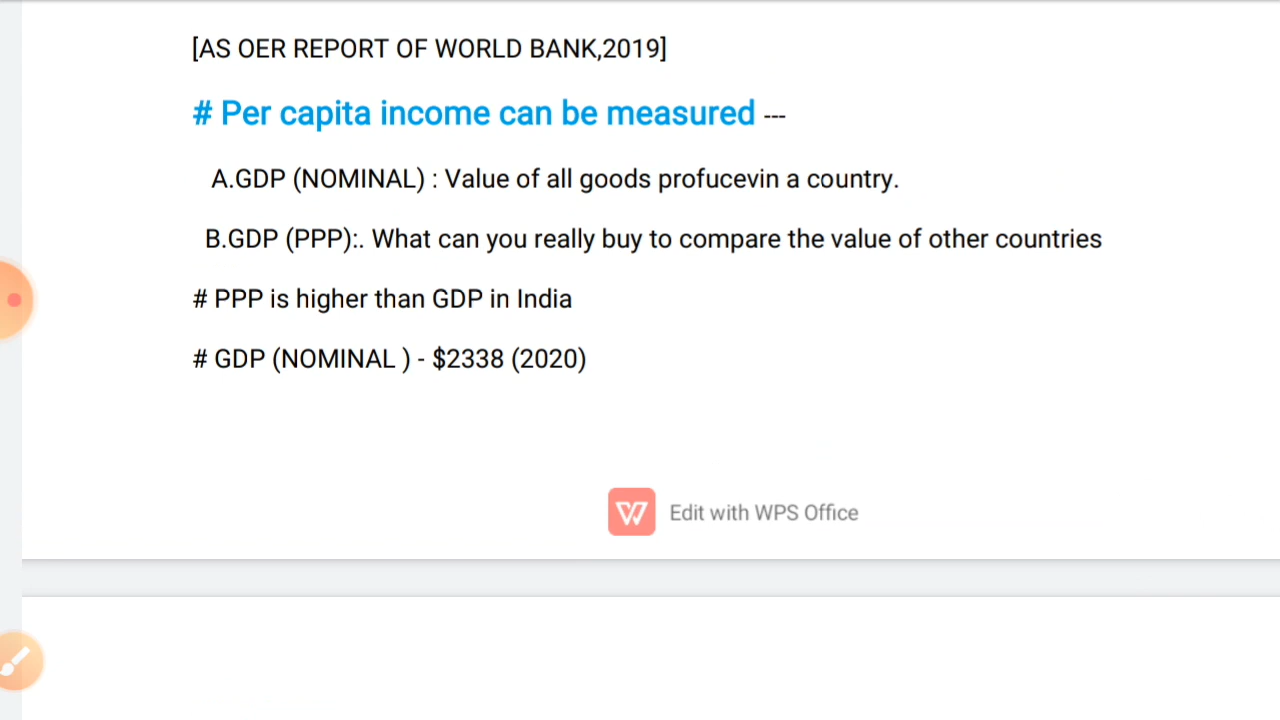 [AS OER REPORT OF WORLD BANK,2019]
# Per capita income can be measured ---
A.GDP (NOMINAL) : Value of all goods profucevin a country.
B.GDP (PPP):. What can you really buy to compare the value of other countries
# PPP is higher than GDP in India
# GDP (NOMINAL ) - $2338 (2020)
Edit with WPS Office